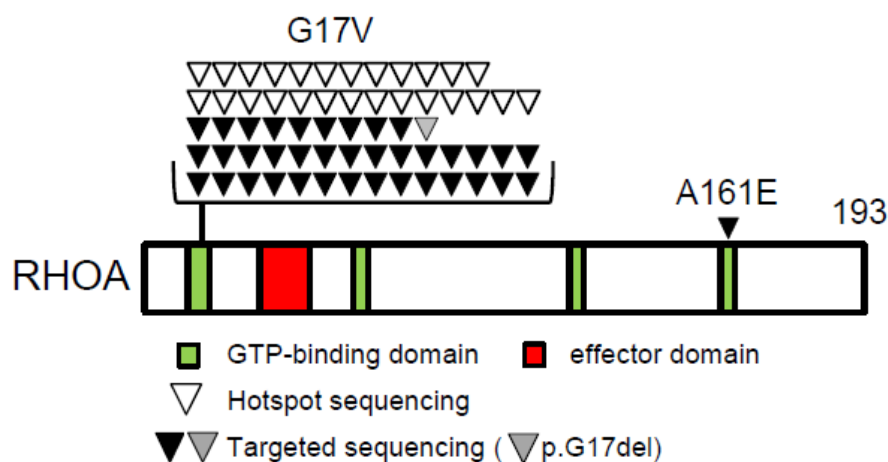 G17V
A161E
193
RHOA
GTP-binding domain effector domain
Hotspot sequencing
Targeted sequencing ( p.G17del)